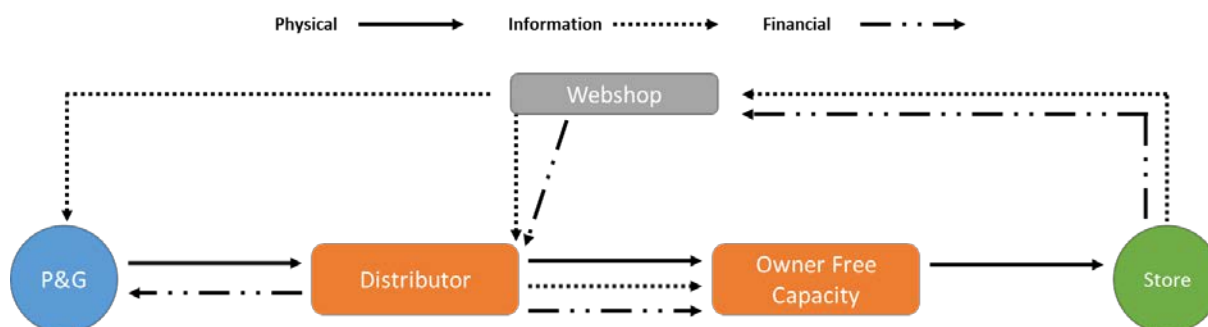 Physical
Information
Financial
Webshop
P&G
Distributor
Owner Free
Capacity
Store